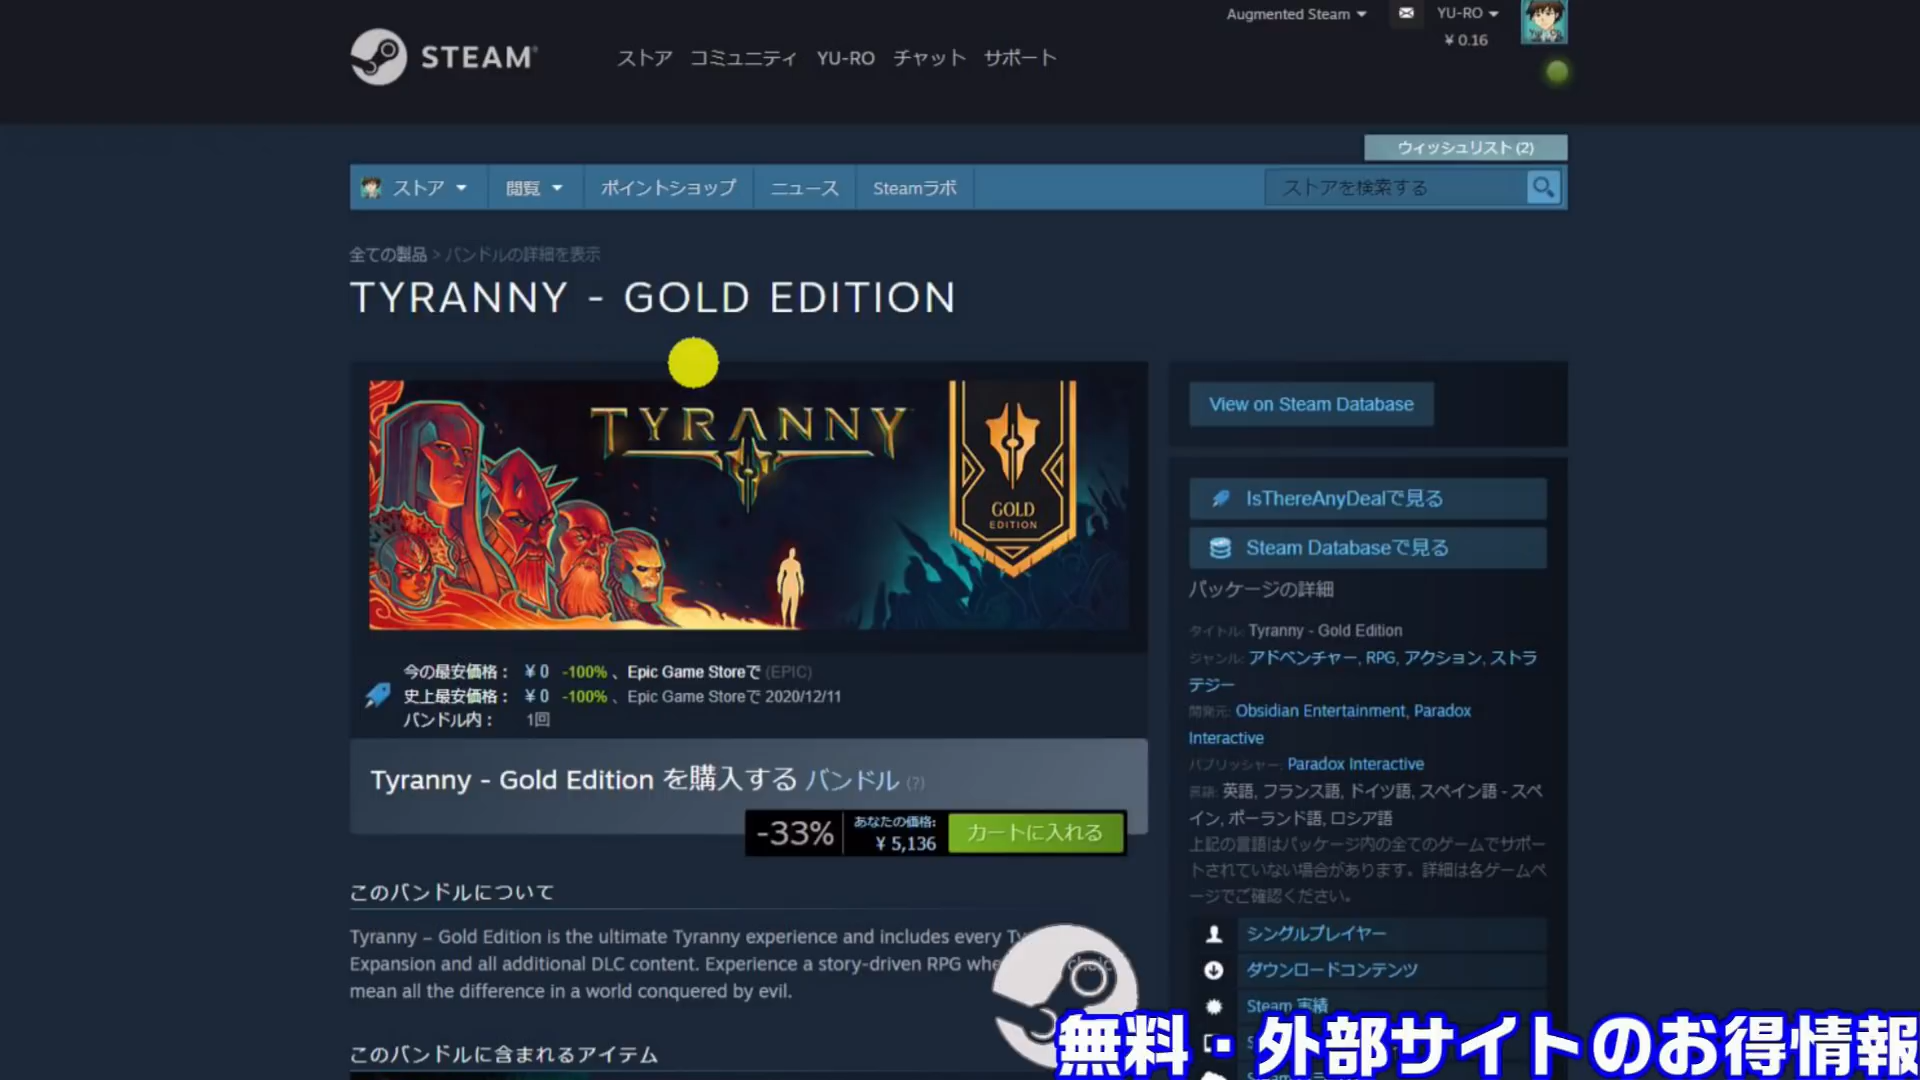 Augmented Steam
YU-RO
¥ 0.16
STEAM
ストア コミュニティ YU-RO チャット サポート
ウィッシュリスト (2)
ストア 閲覧 ポイントショップ ニュース Steamラボ ストアを検索する
全ての製品 > バンドルの詳細を表示
TYRANNY - GOLD EDITION
TYRANNY
GOLD
EDITION
今の最安価格： ¥ 0 -100% 、Epic Game Storeで (EPIC)
史上最安価格： ¥ 0 -100% 、Epic Game Storeで 2020/12/11
バンドル内： 1回
Tyranny - Gold Edition を購入する バンドル (?)
-33%
あなたの価格:
¥ 5,136
カートに入れる
このバンドルについて
Tyranny – Gold Edition is the ultimate Tyranny experience and includes every
Expansion and all additional DLC content. Experience a story-driven RPG
mean all the difference in a world conquered by evil.
このバンドルに含まれるアイテム
View on Steam Database
IsThereAnyDealで見る
Steam Databaseで見る
パッケージの詳細
タイトル: Tyranny - Gold Edition
ジャンル: アドベンチャー, RPG, アクション, ストラ
テジー
開発元: Obsidian Entertainment, Paradox
Interactive
パブリッシャー: Paradox Interactive
言語: 英語, フランス語, ドイツ語, スペイン語 - スペ
イン, ポーランド語, ロシア語
上記の言語はパッケージ内の全てのゲームでサポー
トされていない場合があります。詳細は各ゲームペ
ージでご確認ください。
シングルプレイヤー
ダウンロードコンテンツ
Steam 実績
無料・外部サイトのお得情報